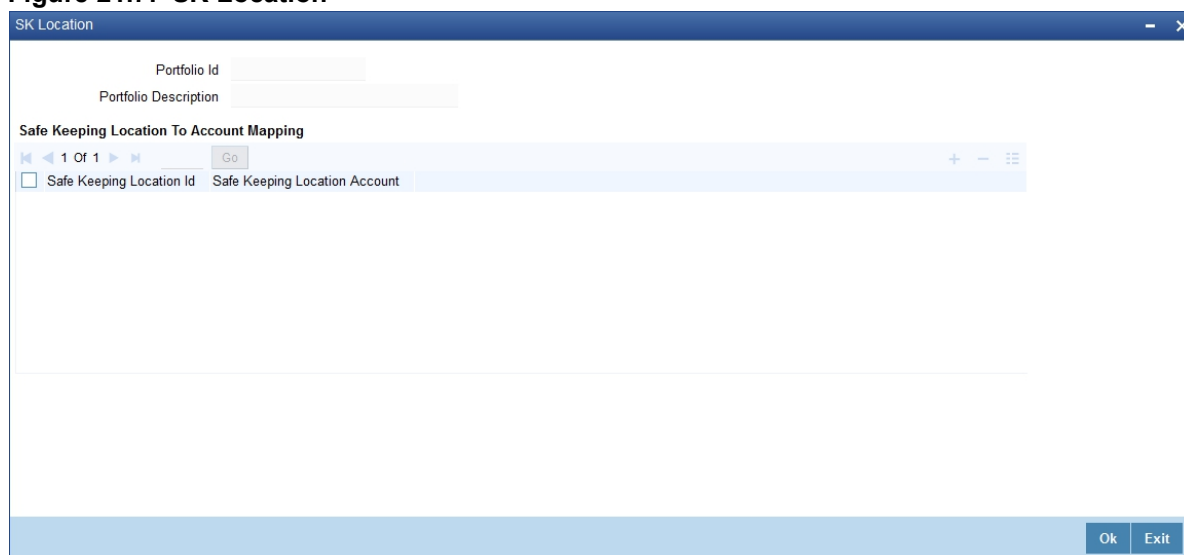 SK Location
Portfolio Id
Portfolio Description
Safe Keeping Location To Account Mapping
1 Of 1 Go
Safe Keeping Location Id Safe Keeping Location Account
Ok Exit